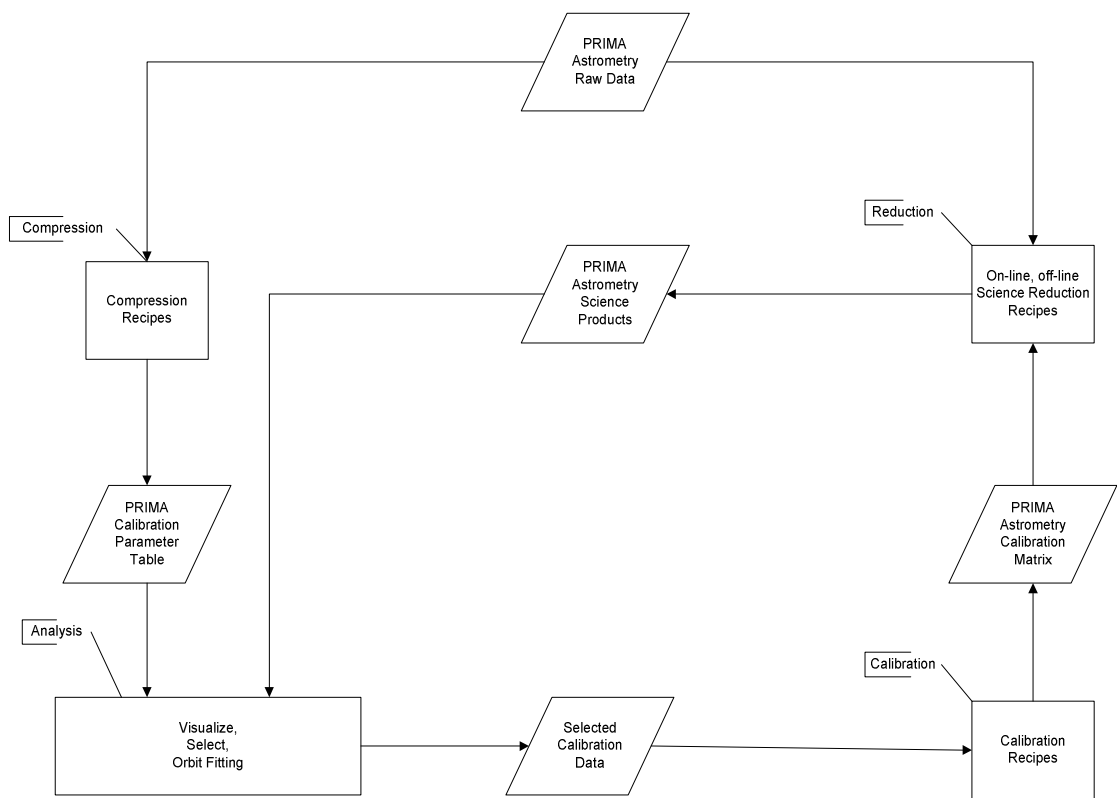 PRIMA
Astrometry
Raw Data
Compression
Reduction
Compression
Recipes
PRIMA
Astrometry
Science
Products
On-line, off-line
Science Reduction
Recipes
PRIMA
Calibration
Parameter
Table
PRIMA
Astrometry
Calibration
Matrix
Analysis
Calibration
Visualize,
Select,
Orbit Fitting
Selected
Calibration
Data
Calibration
Recipes